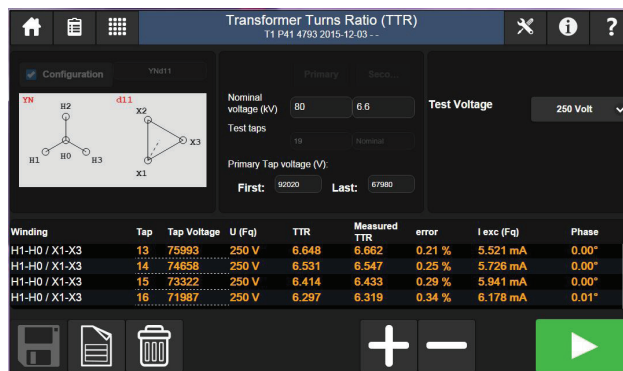 Transformer Turns Ratio (TTR)
T1 P41 4793 2015-12-03 - -
?
Configuration
YNd11
YN
d11
H2
H1
H0
H3
X2
X3
X1
Primary
Seco...
Nominal voltage (kV)
80
6.6
Test taps
19
Nominal
Primary Tap voltage (V):
First:
92020
Last:
67980
Test Voltage
250 Volt
Winding Tap Tap Voltage U (Fq) TTR Measured TTR error I exc (Fq) Phase
H1-H0 / X1-X3 13 75993 250 V 6.648 6.662 0.21 % 5.521 mA 0.00°
H1-H0 / X1-X3 14 74658 250 V 6.531 6.547 0.25 % 5.726 mA 0.00°
H1-H0 / X1-X3 15 73322 250 V 6.414 6.433 0.29 % 5.941 mA 0.00°
H1-H0 / X1-X3 16 71987 250 V 6.297 6.319 0.34 % 6.178 mA 0.01°